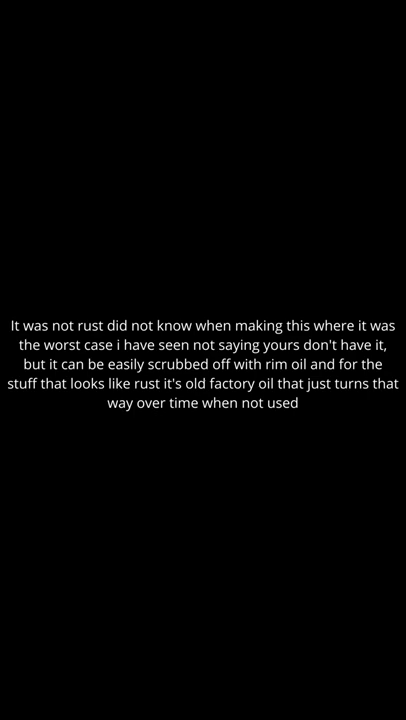 It was not rust did not know when making this where it was
the worst case i have seen not saying yours don't have it,
but it can be easily scrubbed off with rim oil and for the
stuff that looks like rust it's old factory oil that just turns that
way over time when not used